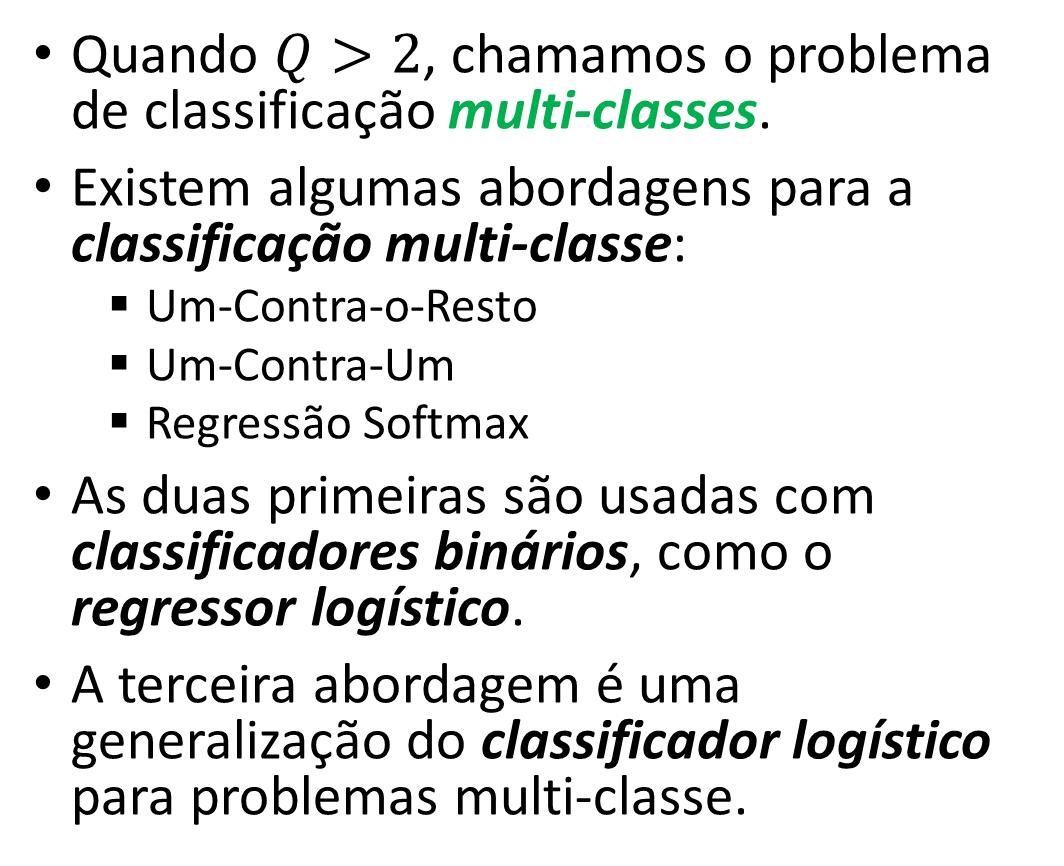 • Quando 𝑄 > 2, chamamos o problema
de classificação multi-classes.
• Existem algumas abordagens para a
classificação multi-classe:
▪ Um-Contra-o-Resto
▪ Um-Contra-Um
▪ Regressão Softmax
• As duas primeiras são usadas com
classificadores binários, como o
regressor logístico.
• A terceira abordagem é uma
generalização do classificador logístico
para problemas multi-classe.